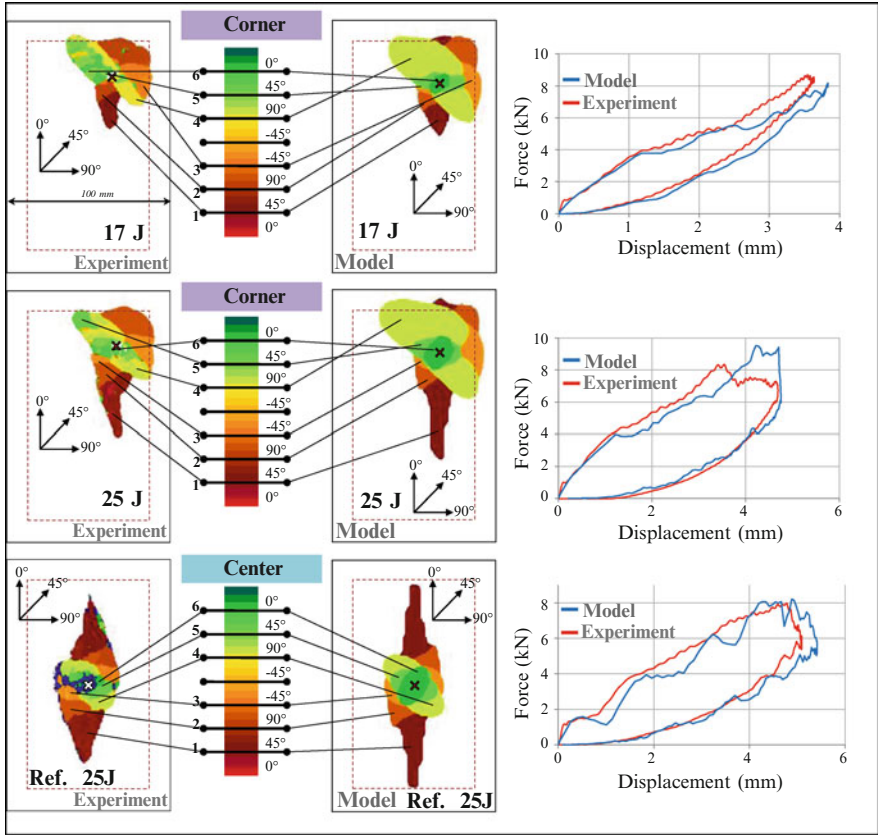 Corner
6
5
4
3
2
1
0°
45°
90°
-45°
-45°
90°
45°
0°
0°
45°
90°
100 mm
17 J
Experiment
0°
45°
90°
17 J
Model
10
8
6
4
2
0
Force (kN)
Model
Experiment
0 1 2 3 4
Displacement (mm)
Corner
6
5
4
3
2
1
0°
45°
90°
-45°
-45°
90°
45°
0°
0°
45°
90°
25 J
Experiment
0°
45°
90°
25 J
Model
10
8
6
4
2
0
Force (kN)
Model
Experiment
0 2 4 6
Displacement (mm)
Center
6
5
4
3
2
1
0°
45°
90°
-45°
-45°
90°
45°
0°
0°
45°
90°
Ref. 25J
Experiment
0°
45°
90°
Model Ref. 25J
8
6
4
2
0
Force (kN)
Model
Experiment
0 2 4 6
Displacement (mm)